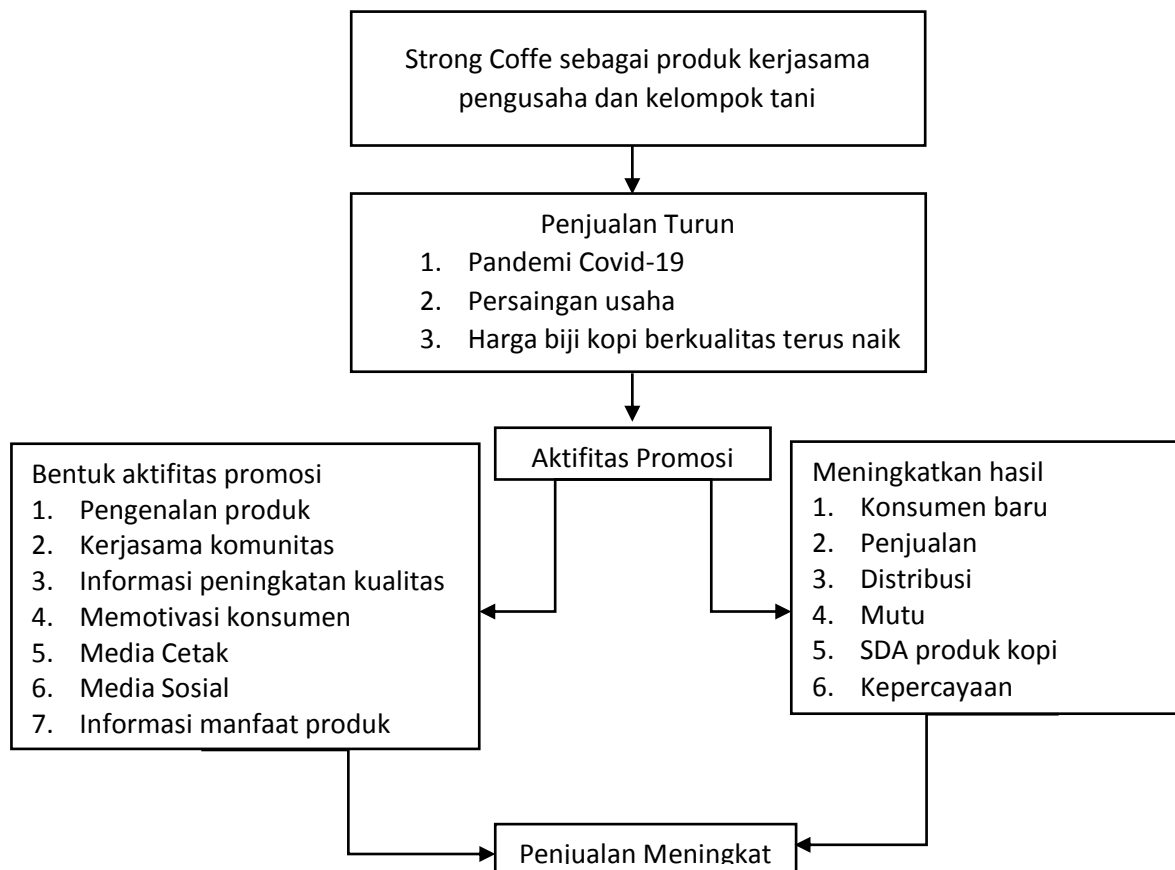 Strong Coffe sebagai produk kerjasama
pengusaha dan kelompok tani
Penjualan Turun
1. Pandemi Covid-19
2. Persaingan usaha
3. Harga biji kopi berkualitas terus naik
Aktifitas Promosi
Bentuk aktifitas promosi
1. Pengenalan produk
2. Kerjasama komunitas
3. Informasi peningkatan kualitas
4. Memotivasi konsumen
5. Media Cetak
6. Media Sosial
7. Informasi manfaat produk
Meningkatkan hasil
1. Konsumen baru
2. Penjualan
3. Distribusi
4. Mutu
5. SDA produk kopi
6. Kepercayaan
Penjualan Meningkat